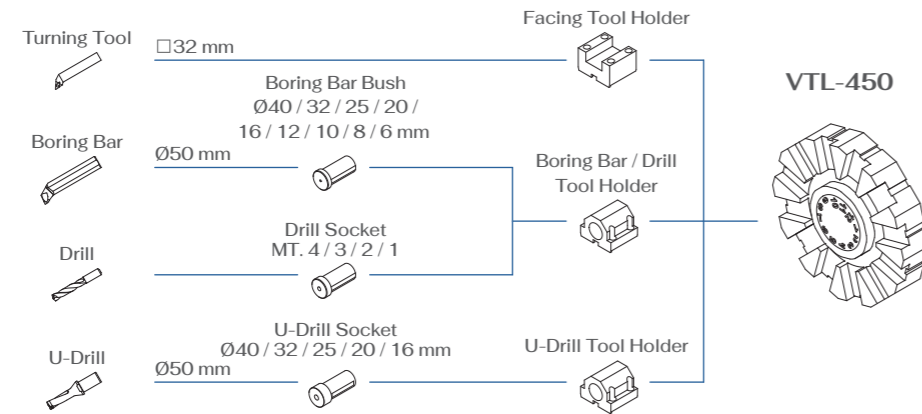 Turning Tool
□32 mm
Facing Tool Holder
VTL-450
Boring Bar Bush
Ø40 / 32 / 25 / 20 /
16 / 12 / 10 / 8 / 6 mm
Boring Bar
Ø50 mm
Boring Bar / Drill
Tool Holder
Drill
Drill Socket
MT. 4 / 3 / 2 / 1
U-Drill
Ø50 mm
U-Drill Socket
Ø40 / 32 / 25 / 20 / 16 mm
U-Drill Tool Holder